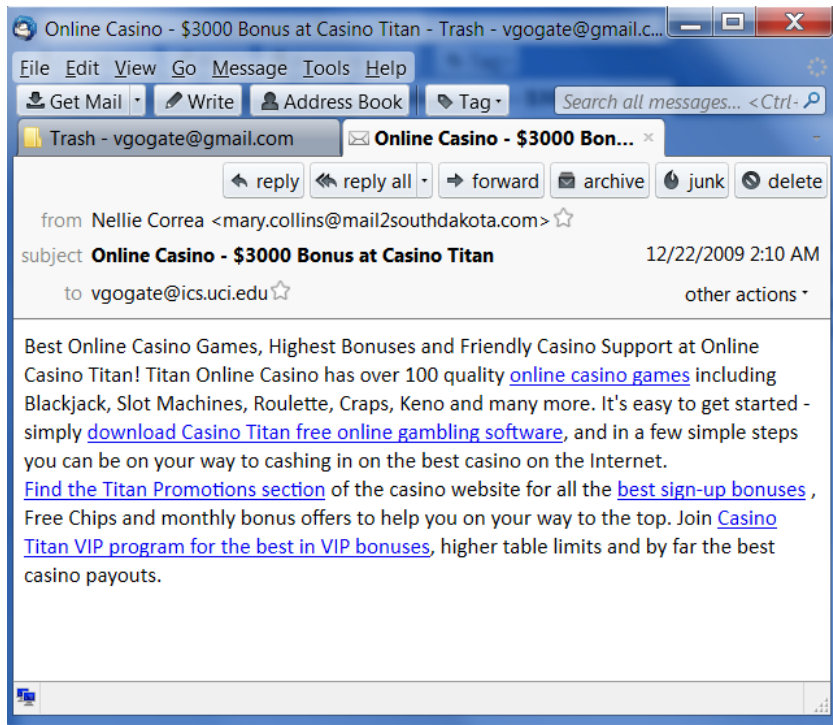 Online Casino - $3000 Bonus at Casino Titan - Trash - vgogate@gmail.c...
File Edit View Go Message Tools Help
Get Mail Write Address Book Tag Search all messages... <Ctrl-
Trash - vgogate@gmail.com Online Casino - $3000 Bon...
reply reply all forward archive junk delete
from Nellie Correa <mary.collins@mail2southdakota.com>
subject Online Casino - $3000 Bonus at Casino Titan 12/22/2009 2:10 AM
to vgogate@ics.uci.edu other actions
Best Online Casino Games, Highest Bonuses and Friendly Casino Support at Online
Casino Titan! Titan Online Casino has over 100 quality online casino games including
Blackjack, Slot Machines, Roulette, Craps, Keno and many more. It's easy to get started -
simply download Casino Titan free online gambling software, and in a few simple steps
you can be on your way to cashing in on the best casino on the Internet.
Find the Titan Promotions section of the casino website for all the best sign-up bonuses ,
Free Chips and monthly bonus offers to help you on your way to the top. Join Casino
Titan VIP program for the best in VIP bonuses, higher table limits and by far the best
casino payouts.